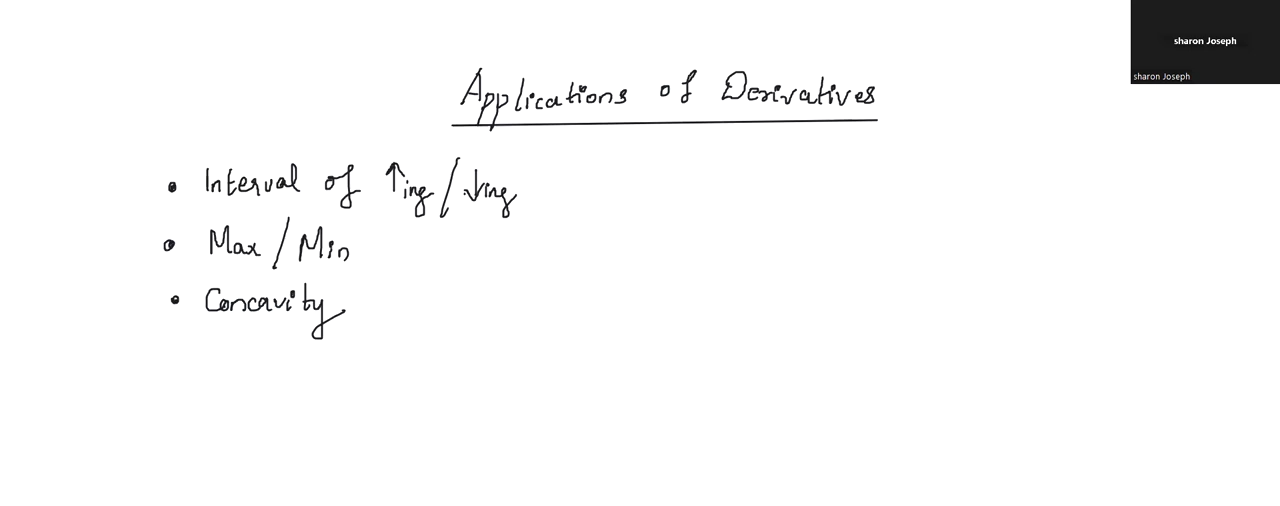 sharon Joseph
sharon Joseph
Applications of Derivatives
• Interval of ↑ing/↓ing
• Max/Min
• Concavity